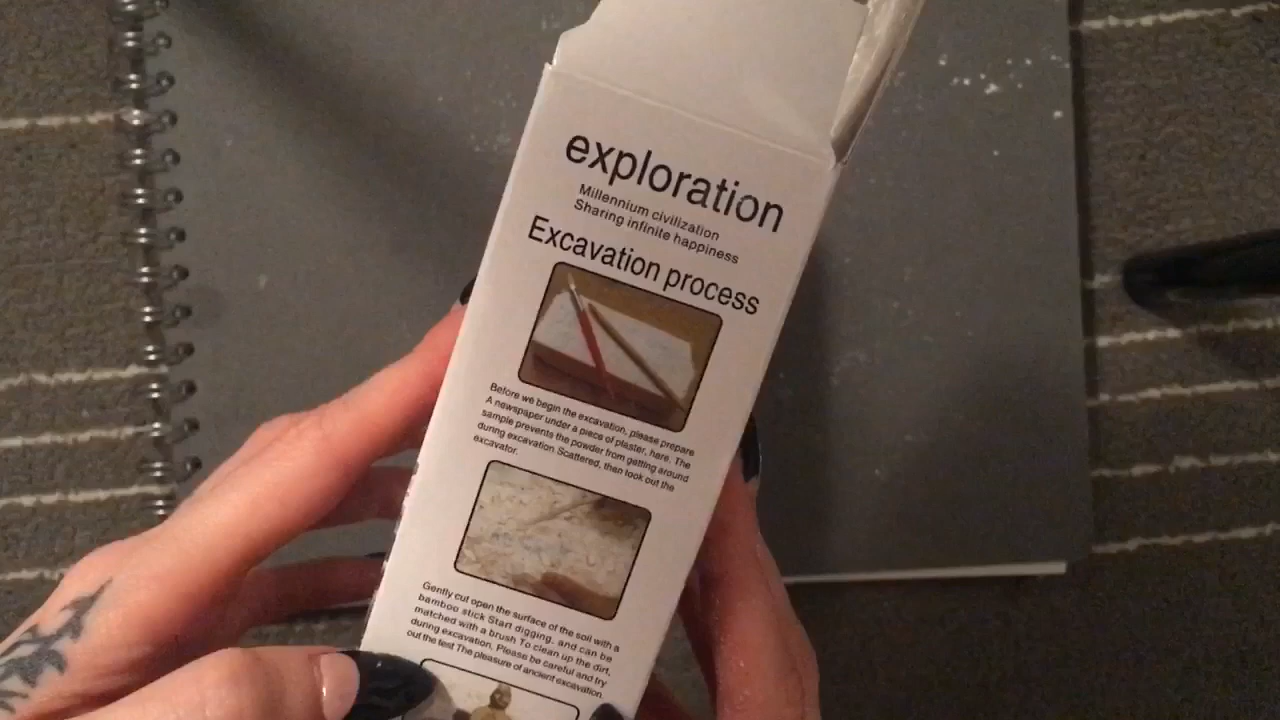 exploration
Millennium civilization
Sharing infinite happiness
Excavation process
Before we begin the excavation, please prepare
A newspaper under a piece of plaster, here. The
sample prevents the powder from getting around
during excavation Scattered, then took out the
excavator.
Gently cut open the surface of the soil with a
bamboo stick Start digging, and can be
matched with a brush To clean up the dirt,
during excavation. Please be careful and try
out the test The pleasure of ancient excavation.